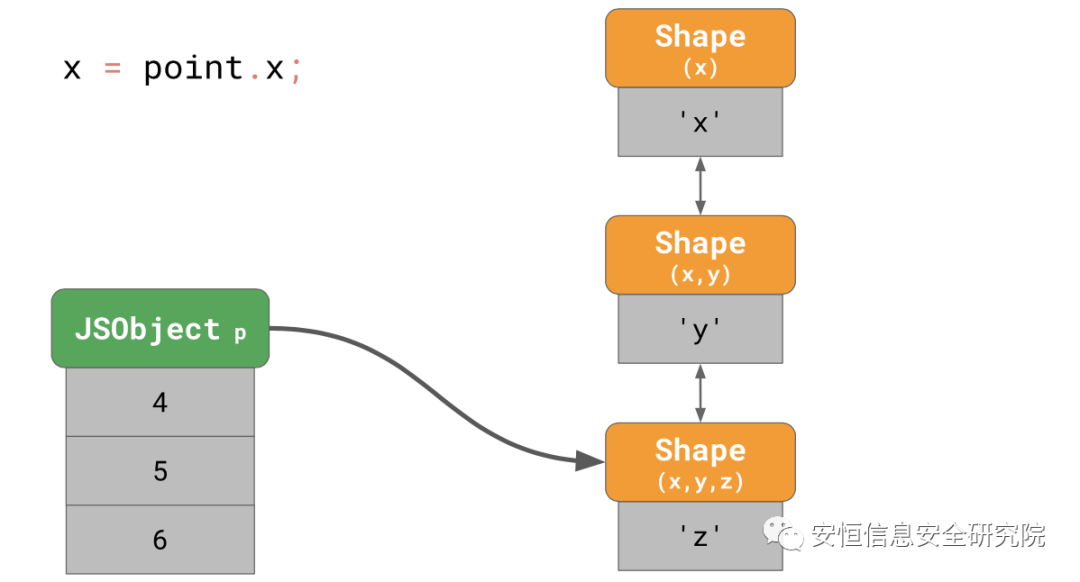 x = point.x;
JSObject p
4
5
6
Shape
(x)
'x'
Shape
(x,y)
'y'
Shape
(x,y,z)
'z'
安恒信息安全研究院